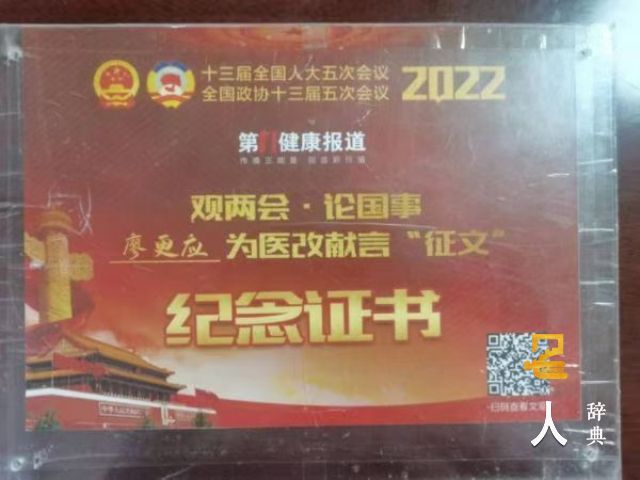 十三届全国人大五次会议
全国政协十三届五次会议
2022
健康报道
观两会·论国事
廖更应 为医改献言“征文”
纪念证书
扫码查看文
名人
辞典